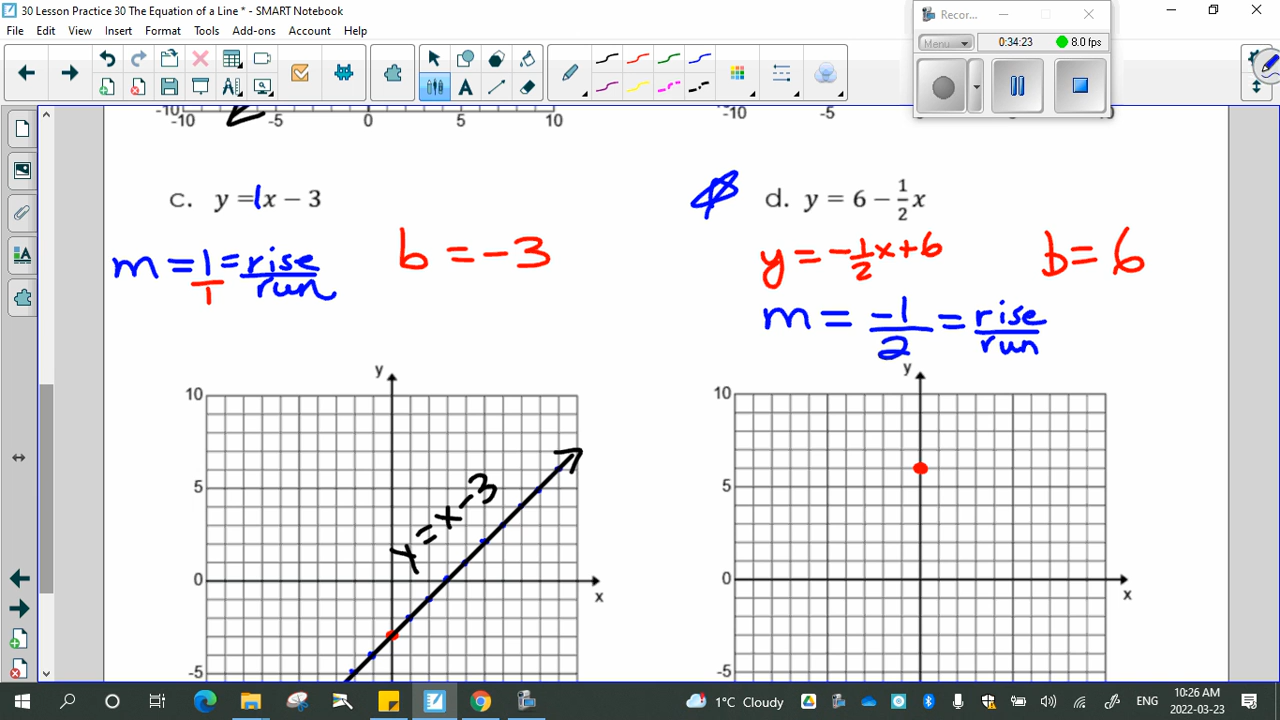 30 Lesson Practice 30 The Equation of a Line * - SMART Notebook
Recor...
File Edit View Insert Format Tools Add-ons Account Help
Menu 0:34:23 8.0 fps
-10 -10 -5 0 5 10
-10 -5 10
c. y = 1x − 3
d. y = 6 − 1/2 x
m = 1/1 = rise/run
b = -3
y = -1/2 x + 6
b = 6
m = -1/2 = rise/run
y
10
5
0
-5
x
y = x - 3
y
10
5
0
-5
x
1°C Cloudy
ENG
10:26 AM
2022-03-23